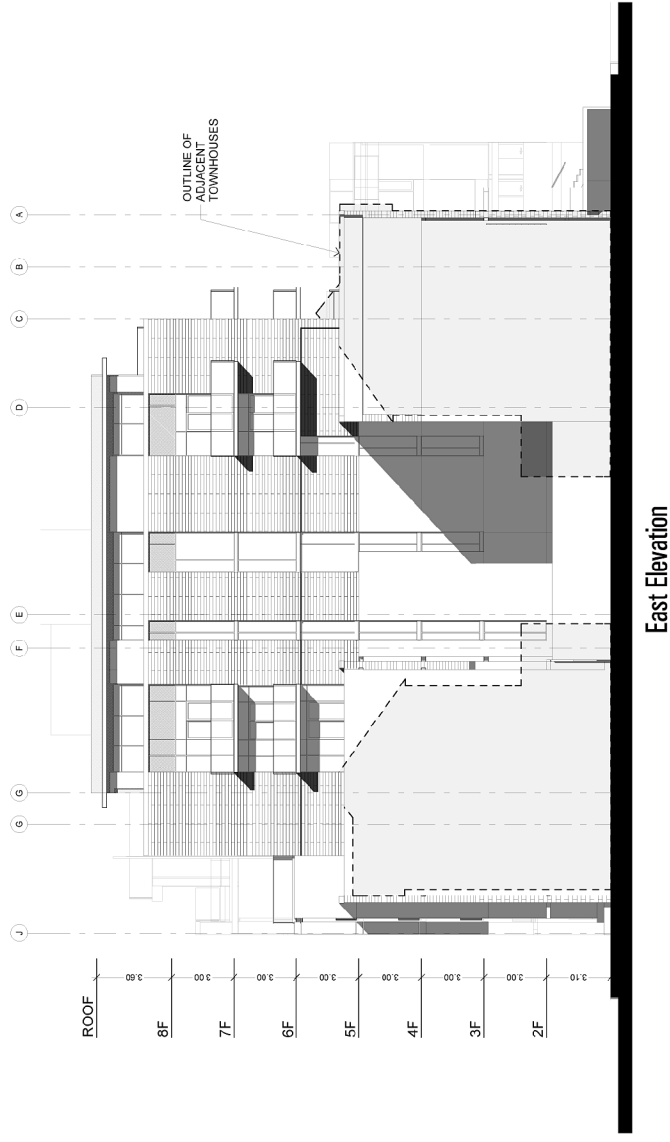 J
G
G
F
E
D
C
B
A
OUTLINE OF
ADJACENT
TOWNHOUSES
ROOF
3.60
8F
3.00
7F
3.00
6F
3.00
5F
3.00
4F
3.00
3F
3.00
2F
3.10
East Elevation